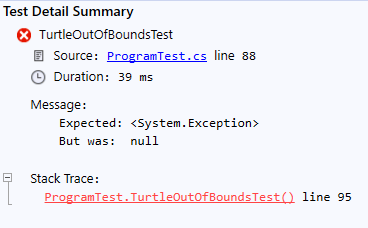 Test Detail Summary
TurtleOutOfBoundsTest
Source: ProgramTest.cs line 88
Duration: 39 ms
Message:
Expected: <System.Exception>
But was: null
Stack Trace:
ProgramTest.TurtleOutOfBoundsTest() line 95